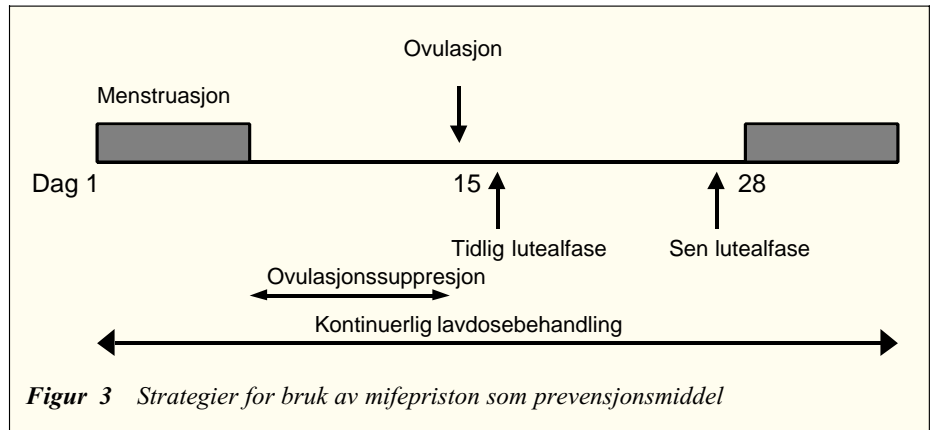 Ovulasjon
Menstruasjon
Dag 1
15
28
Tidlig lutealfase
Sen lutealfase
Ovulasjonssuppresjon
Kontinuerlig lavdosebehandling
Figur 3 Strategier for bruk av mifepriston som prevensjonsmiddel